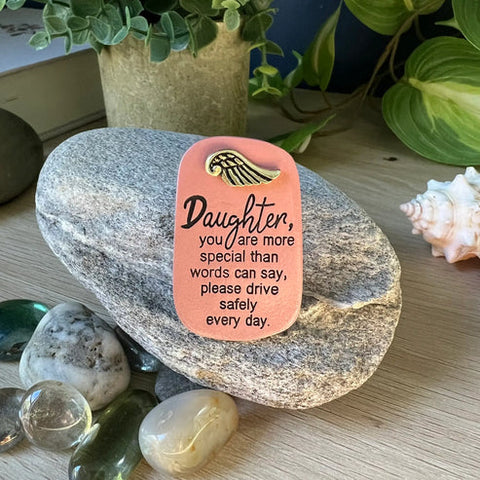 Daughter,
you are more
special than
words can say,
please drive
safely
every day.